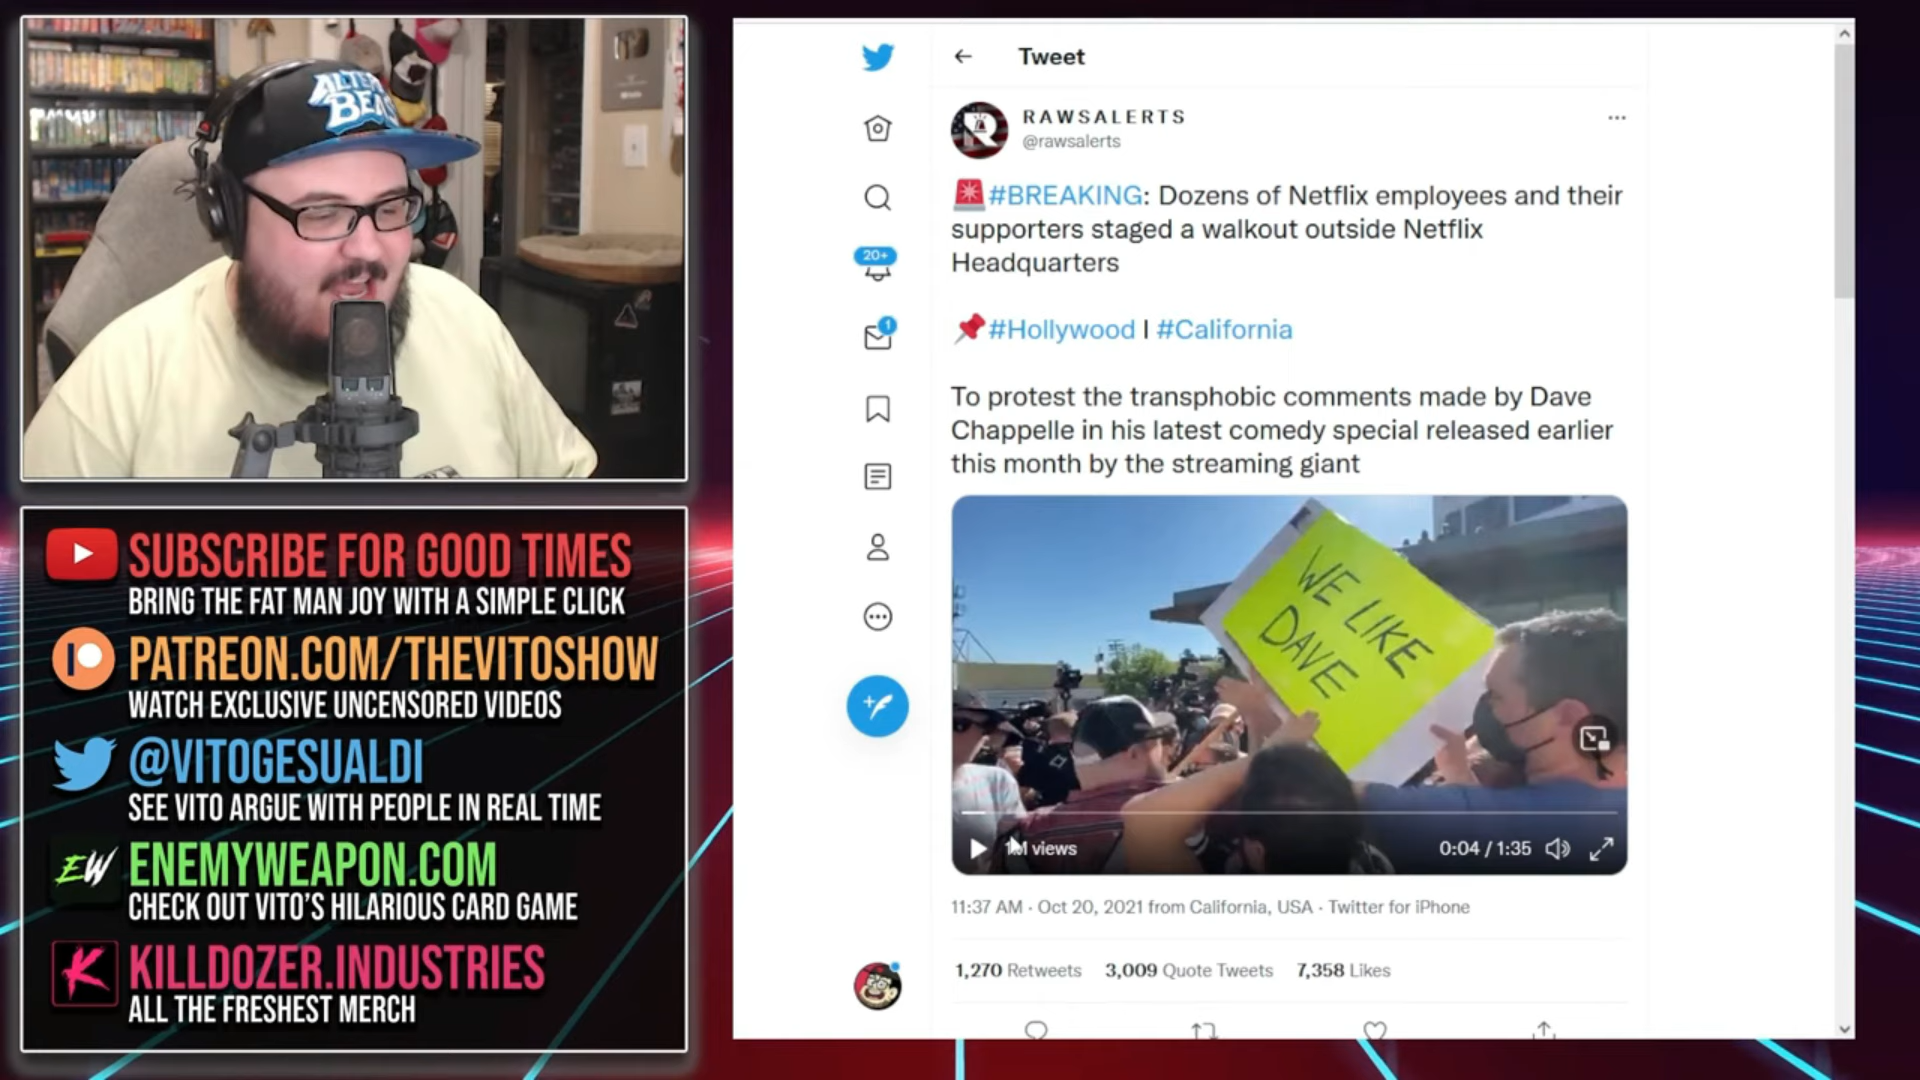 ALTERED
BEAST
SUBSCRIBE FOR GOOD TIMES
BRING THE FAT MAN JOY WITH A SIMPLE CLICK
PATREON.COM/THEVITOSHOW
WATCH EXCLUSIVE UNCENSORED VIDEOS
@VITOGESUALDI
SEE VITO ARGUE WITH PEOPLE IN REAL TIME
EW ENEMYWEAPON.COM
CHECK OUT VITO'S HILARIOUS CARD GAME
K KILLDOZER.INDUSTRIES
ALL THE FRESHEST MERCH
Tweet
RAWSALERTS
@rawsalerts
#BREAKING: Dozens of Netflix employees and their
supporters staged a walkout outside Netflix
Headquarters
20+
1
#Hollywood | #California
To protest the transphobic comments made by Dave
Chappelle in his latest comedy special released earlier
this month by the streaming giant
WE LIKE
DAVE
1M views
0:04 / 1:35
11:37 AM · Oct 20, 2021 from California, USA · Twitter for iPhone
1,270 Retweets 3,009 Quote Tweets 7,358 Likes